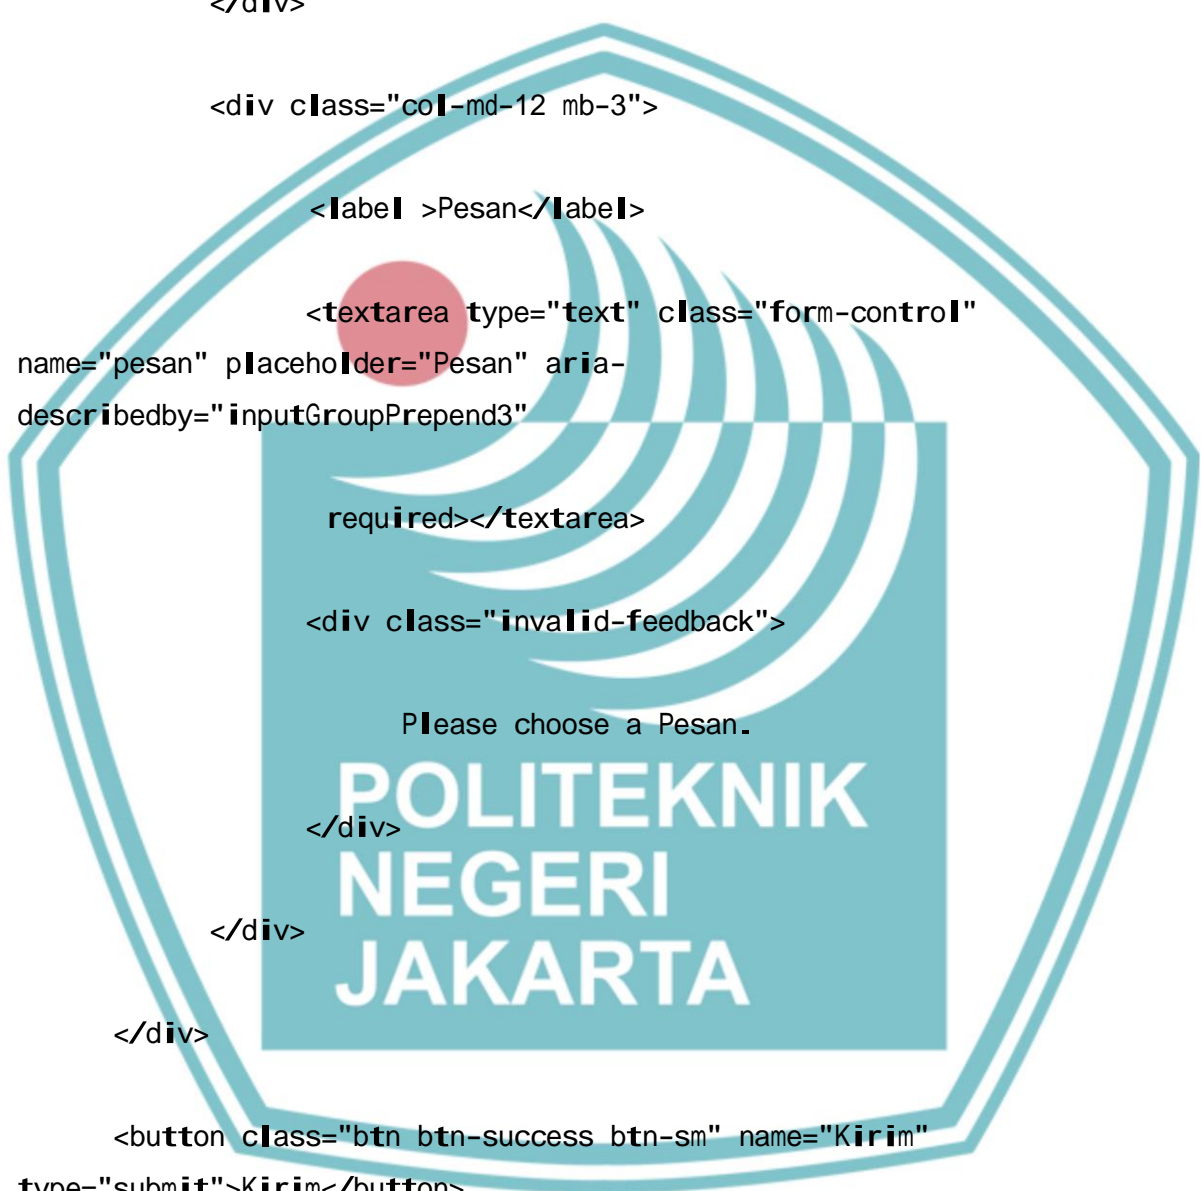 </div>
<div class="col-md-12 mb-3">
<label >Pesan</label>
<textarea type="text" class="form-control"
name="pesan" placeholder="Pesan" aria-
describedby="inputGroupPrepend3"
required></textarea>
<div class="invalid-feedback">
Please choose a Pesan.
POLITEKNIK
</div>
NEGERI
</div>
JAKARTA
</div>
<button class="btn btn-success btn-sm" name="Kirim"
type="submit">Kirim</button>